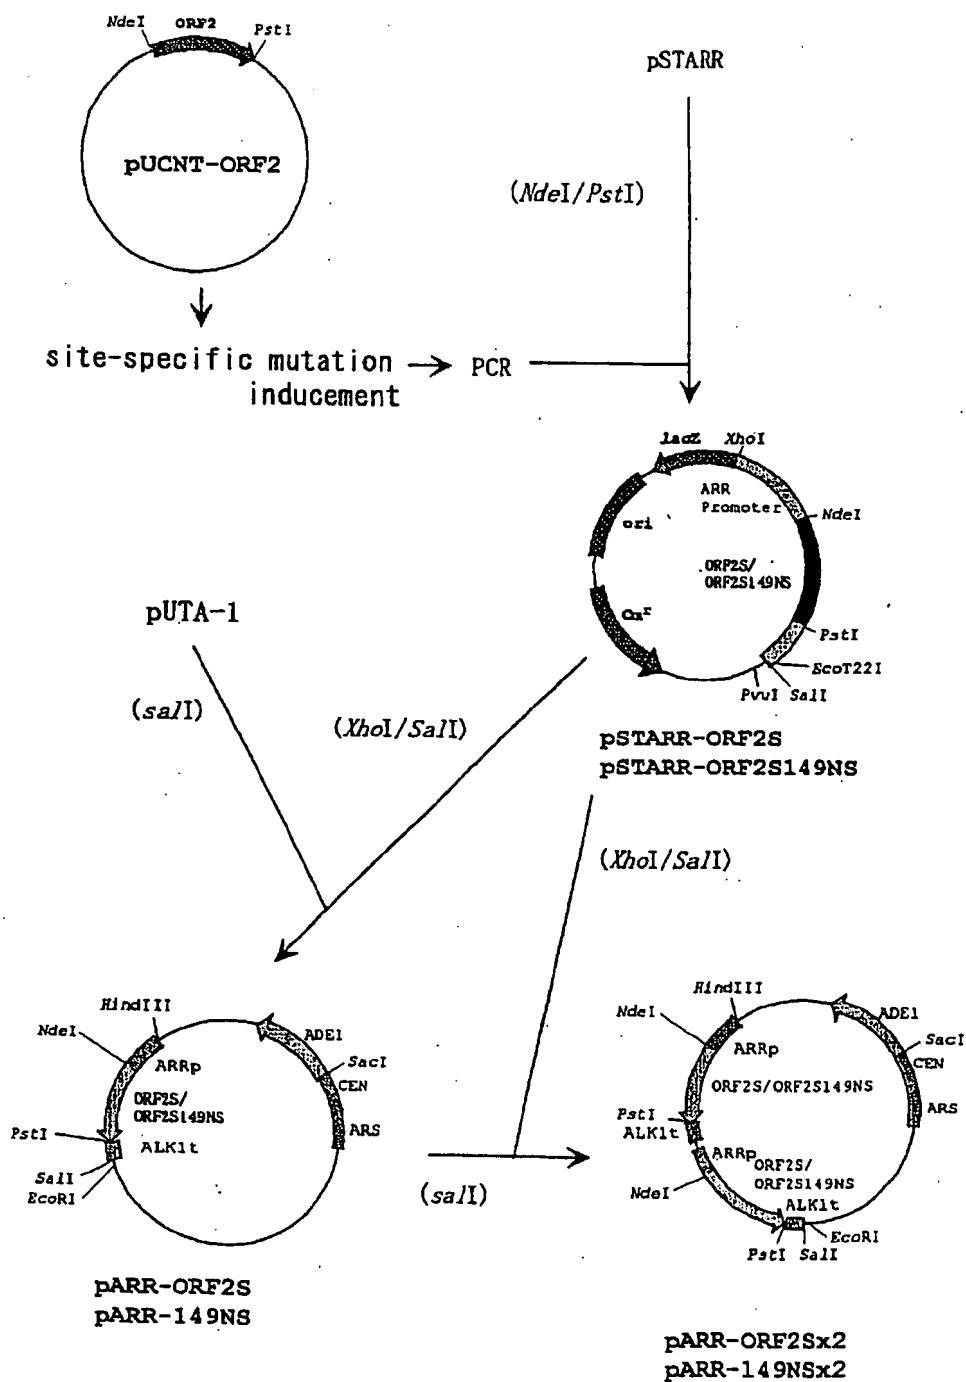 NdeI
ORF2
PstI
pUCNT-ORF2
pSTARR
(NdeI/PstI)
site-specific mutation
inducement
PCR
lacZ
XhoI
ARR
Promoter
NdeI
ori
ORF2S/
ORF2S149NS
Cmr
PstI
EcoT22I
SalI
PvuI
pSTARR-ORF2S
pSTARR-ORF2S149NS
pUTA-1
(salI)
(XhoI/SalI)
(XhoI/SalI)
HindIII
NdeI
ARRp
ADE1
SacI
CEN
ORF2S/
ORF2S149NS
ARS
PstI
ALK1t
SalI
EcoRI
pARR-ORF2S
pARR-149NS
(salI)
HindIII
NdeI
ARRp
ADE1
SacI
CEN
ORF2S/ORF2S149NS
ARS
PstI
ALK1t
ARRp
ORF2S/
ORF2S149NS
NdeI
ALK1t
EcoRI
PstI
SalI
pARR-ORF2Sx2
pARR-149NSx2